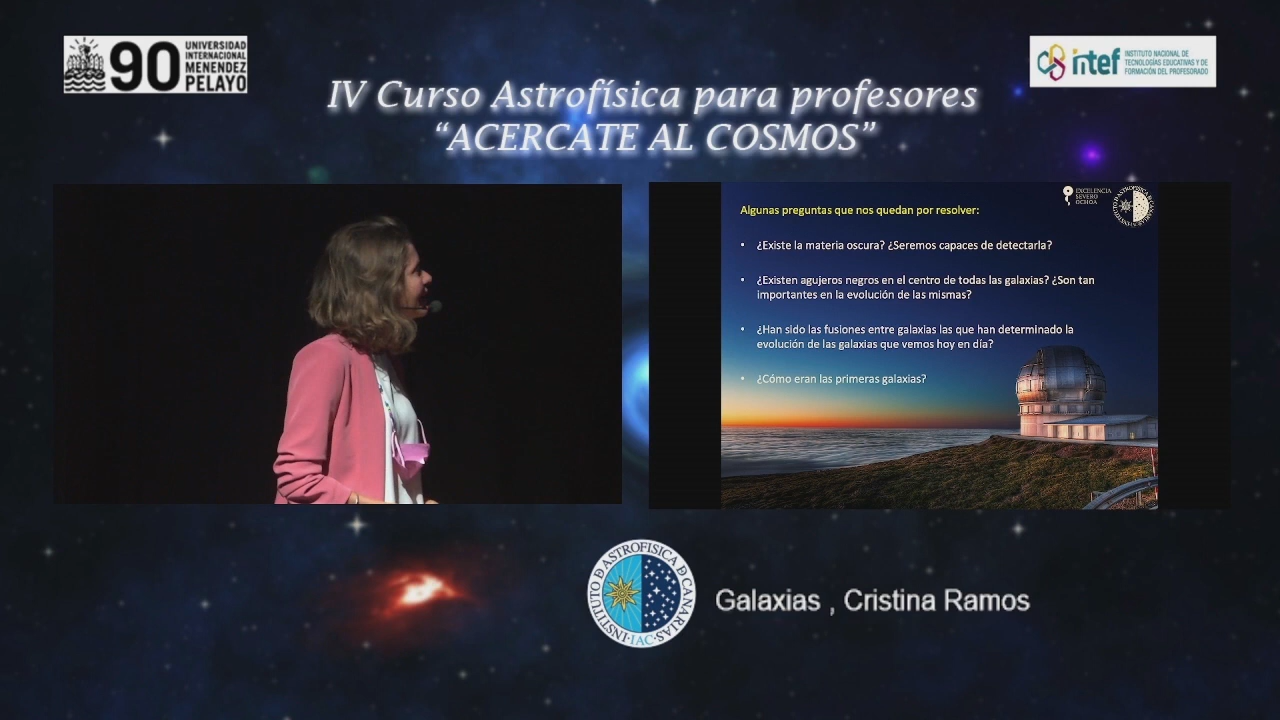 90
UNIVERSIDAD
INTERNACIONAL
MENENDEZ
PELAYO
intef
INSTITUTO NACIONAL DE
TECNOLOGÍAS EDUCATIVAS Y DE
FORMACIÓN DEL PROFESORADO
IV Curso Astrofísica para profesores
“ACERCATE AL COSMOS”
EXCELENCIA
SEVERO
OCHOA
Algunas preguntas que nos quedan por resolver:
• ¿Existe la materia oscura? ¿Seremos capaces de detectarla?
• ¿Existen agujeros negros en el centro de todas las galaxias? ¿Son tan
importantes en la evolución de las mismas?
• ¿Han sido las fusiones entre galaxias las que han determinado la
evolución de las galaxias que vemos hoy en día?
• ¿Cómo eran las primeras galaxias?
INSTITUTO D ASTROFISICA D CANARIAS
·IAC·
Galaxias , Cristina Ramos